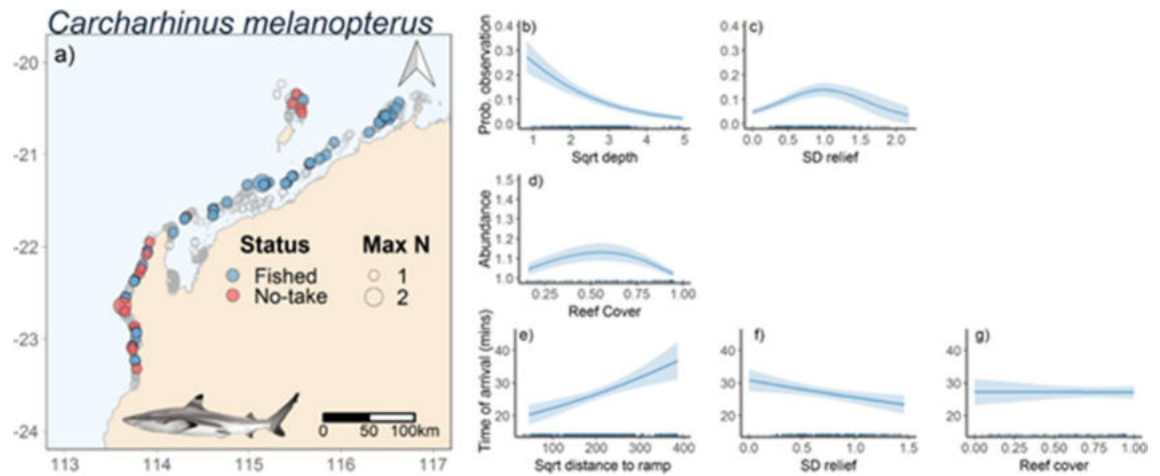 Carcharhinus melanopterus
a)
-20
-21
-22
-23
-24
113 114 115 116 117
Status Max N
Fished 1
No-take 2
0 50 100km
b)
Prob. observation
0.4
0.3
0.2
0.1
0.0
1 2 3 4 5
Sqrt depth
c)
0.4
0.3
0.2
0.1
0.0
0.0 0.5 1.0 1.5 2.0
SD relief
d)
Abundance
1.5
1.4
1.3
1.2
1.1
1.0
0.25 0.50 0.75 1.00
Reef Cover
e)
Time of arrival (mins)
40
30
20
100 200 300 400
Sqrt distance to ramp
f)
40
30
20
0.0 0.5 1.0 1.5
SD relief
g)
40
30
20
0.00 0.25 0.50 0.75 1.00
Reef cover